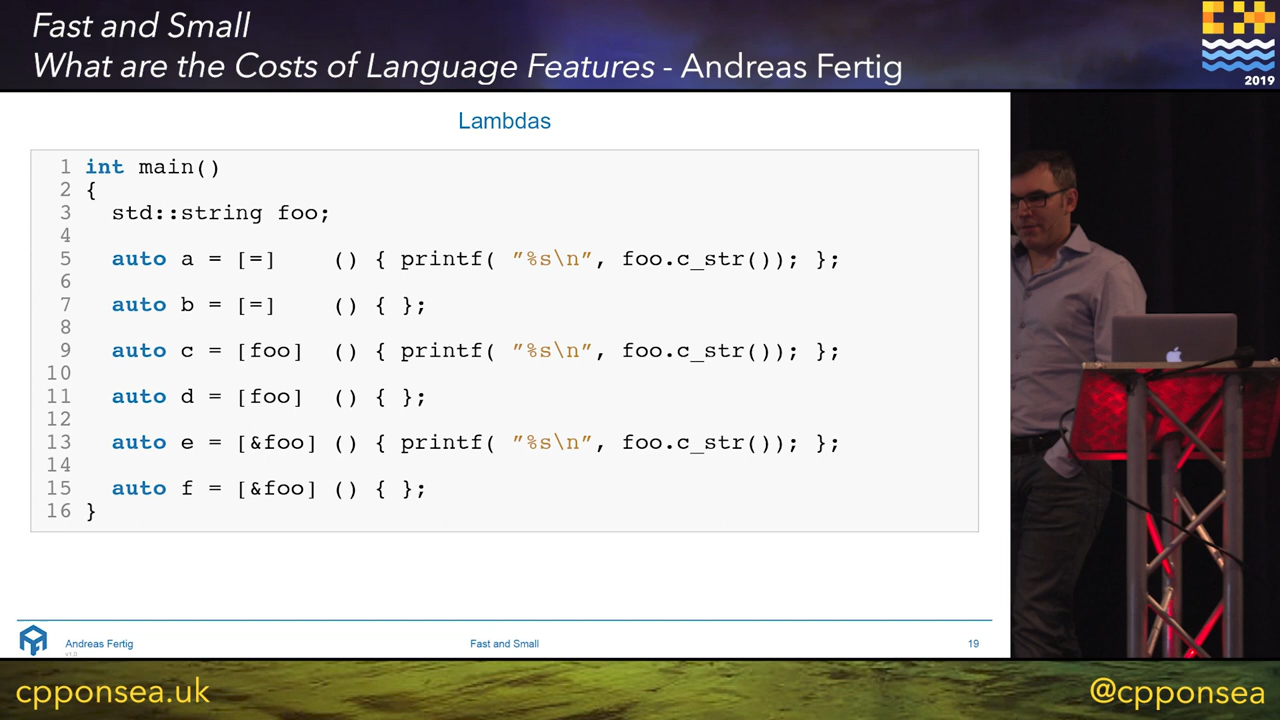 Fast and Small
What are the Costs of Language Features - Andreas Fertig
2019
Lambdas
1 int main()
2 {
3   std::string foo;
4
5   auto a = [=]    () { printf( "%s\n", foo.c_str()); };
6
7   auto b = [=]    () { };
8
9   auto c = [foo]  () { printf( "%s\n", foo.c_str()); };
10
11   auto d = [foo]  () { };
12
13   auto e = [&foo] () { printf( "%s\n", foo.c_str()); };
14
15   auto f = [&foo] () { };
16 }
Andreas Fertig
v1.0
Fast and Small
19
cpponsea.uk
@cpponsea